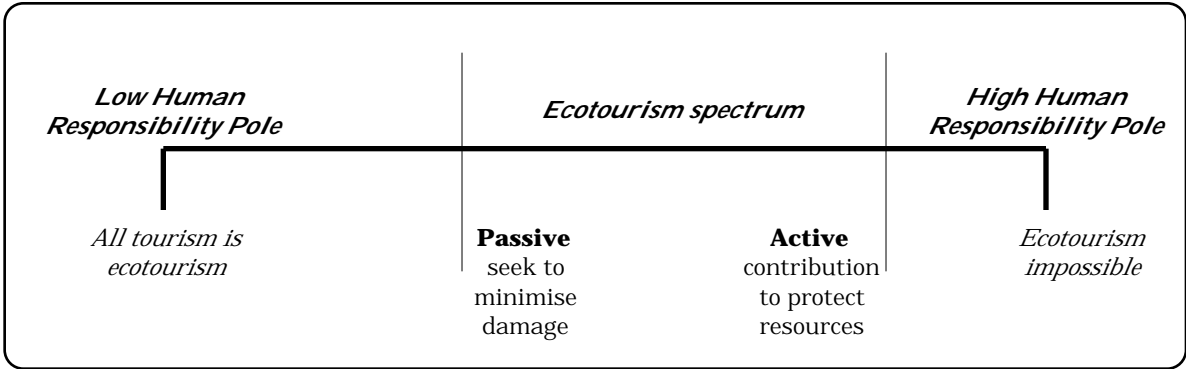 Low Human
Responsibility Pole
Ecotourism spectrum
High Human
Responsibility Pole
All tourism is
ecotourism
Passive
seek to
minimise
damage
Active
contribution
to protect
resources
Ecotourism
impossible